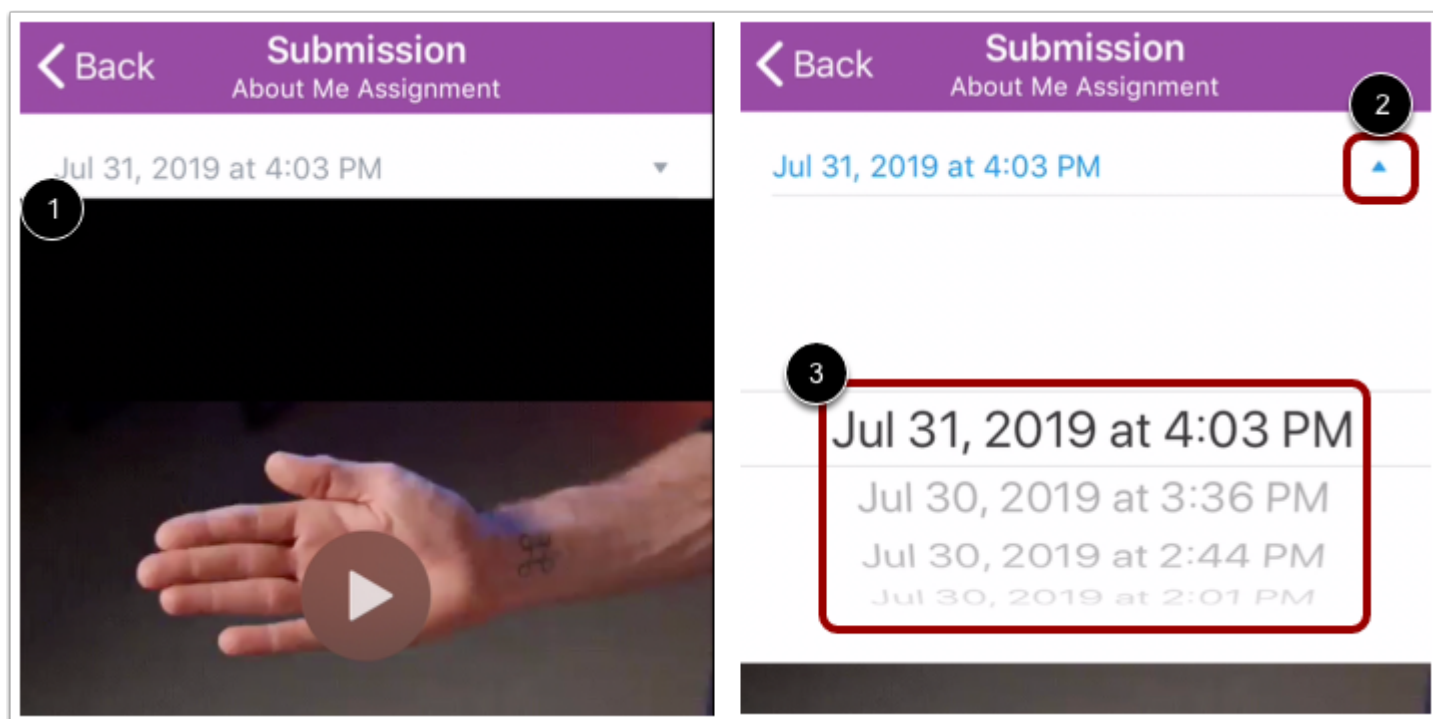 Back
Submission
About Me Assignment
Jul 31, 2019 at 4:03 PM
1
Back
Submission
About Me Assignment
2
Jul 31, 2019 at 4:03 PM
3
Jul 31, 2019 at 4:03 PM
Jul 30, 2019 at 3:36 PM
Jul 30, 2019 at 2:44 PM
Jul 30, 2019 at 2:01 PM